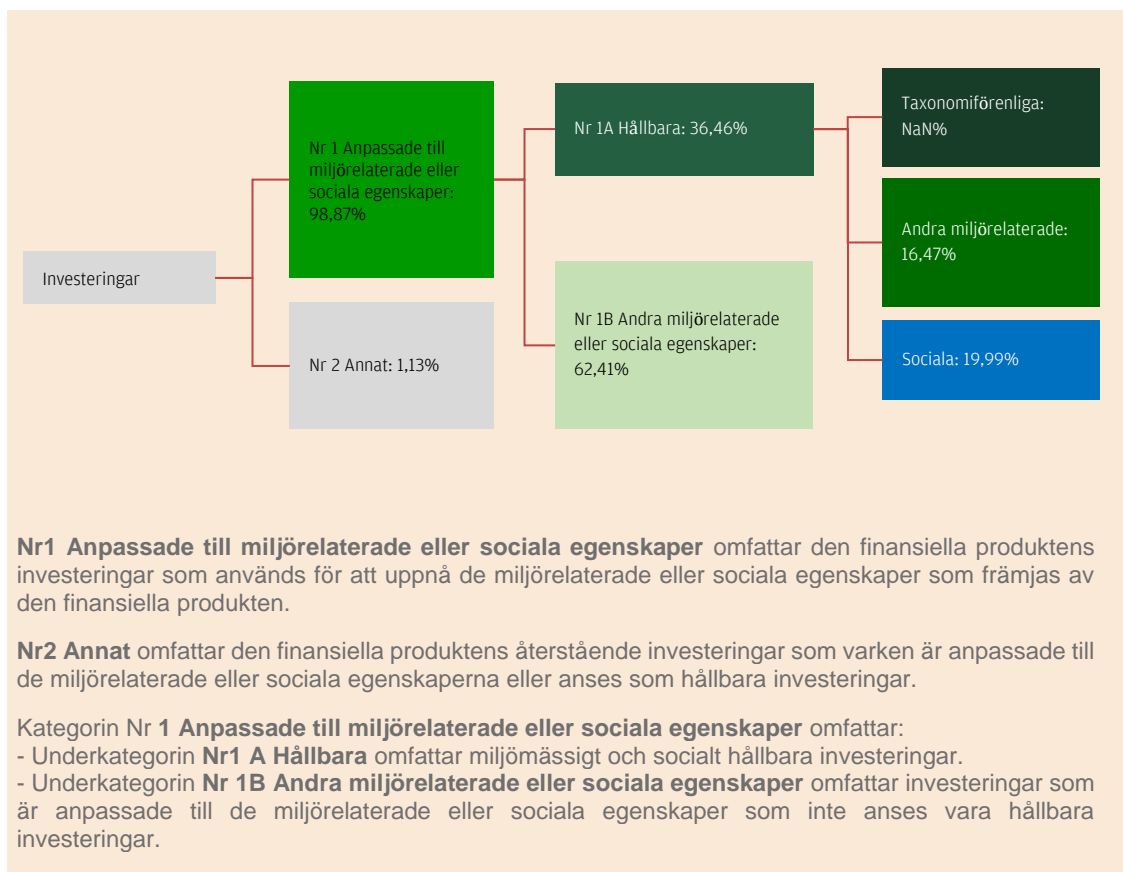 Investeringar
Nr 1 Anpassade till
miljörelaterade eller
sociala egenskaper:
98,87%
Nr 2 Annat: 1,13%
Nr 1A Hållbara: 36,46%
Nr 1B Andra miljörelaterade
eller sociala egenskaper:
62,41%
Taxonomiförenliga:
NaN%
Andra miljörelaterade:
16,47%
Sociala: 19,99%
Nr1 Anpassade till miljörelaterade eller sociala egenskaper omfattar den finansiella produktens
investeringar som används för att uppnå de miljörelaterade eller sociala egenskaper som främjas av
den finansiella produkten.
Nr2 Annat omfattar den finansiella produktens återstående investeringar som varken är anpassade till
de miljörelaterade eller sociala egenskaperna eller anses som hållbara investeringar.
Kategorin Nr 1 Anpassade till miljörelaterade eller sociala egenskaper omfattar:
- Underkategorin Nr1 A Hållbara omfattar miljömässigt och socialt hållbara investeringar.
- Underkategorin Nr 1B Andra miljörelaterade eller sociala egenskaper omfattar investeringar som
är anpassade till de miljörelaterade eller sociala egenskaper som inte anses vara hållbara
investeringar.